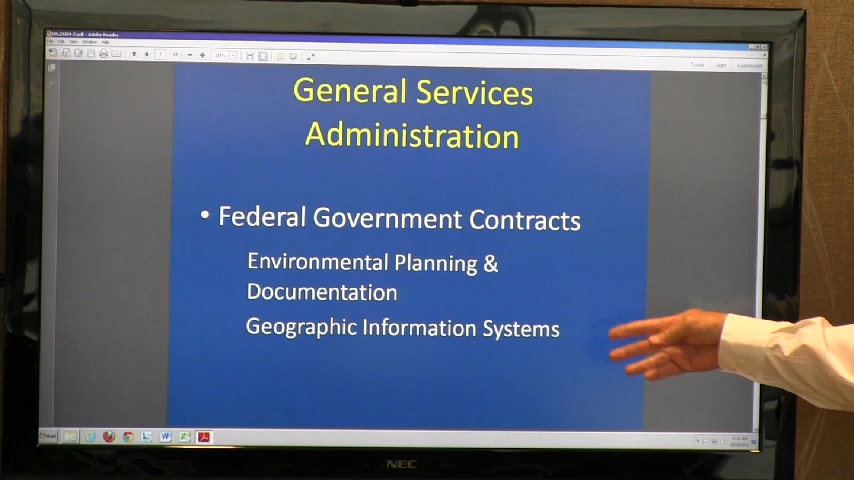 General Services
Administration
• Federal Government Contracts
Environmental Planning &
Documentation
Geographic Information Systems
NEC